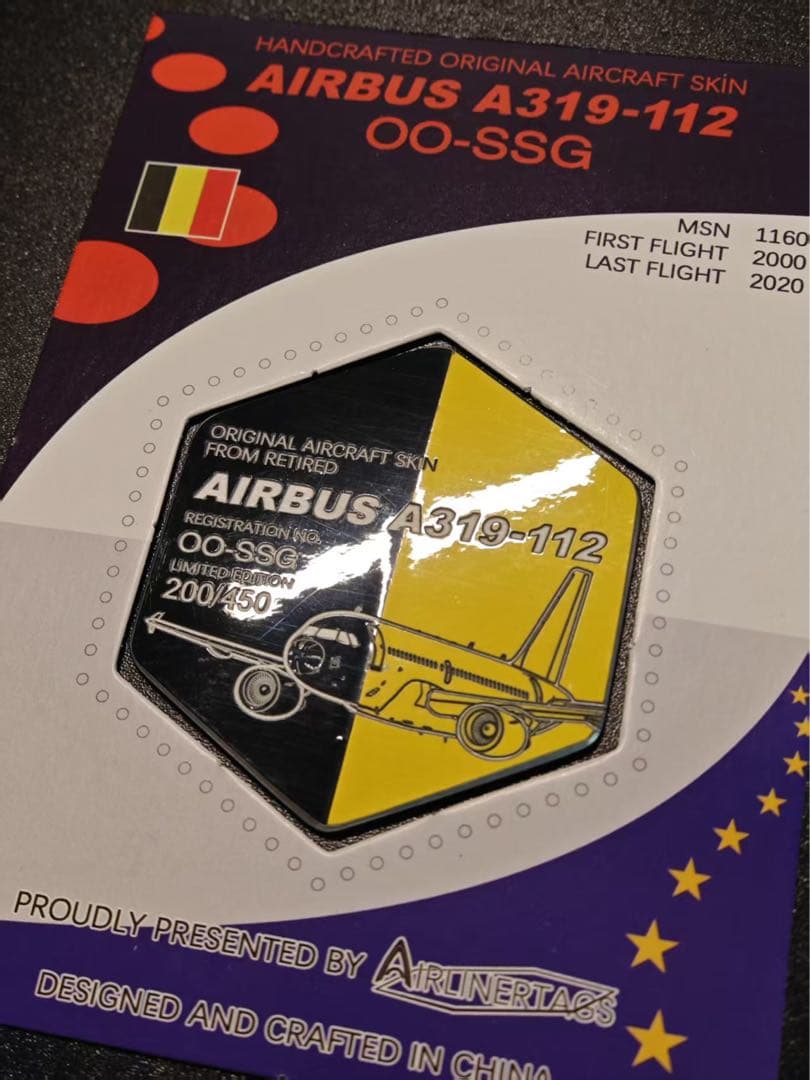 HANDCRAFTED ORIGINAL AIRCRAFT SKIN
AIRBUS A319-112
OO-SSG
MSN 1160
FIRST FLIGHT 2000
LAST FLIGHT 2020
ORIGINAL AIRCRAFT SKIN
FROM RETIRED
AIRBUS A319-112
REGISTRATION NO.
OO-SSG
LIMITED EDITION
200/450
PROUDLY PRESENTED BY AIRLINERTAGS
DESIGNED AND CRAFTED IN CHINA